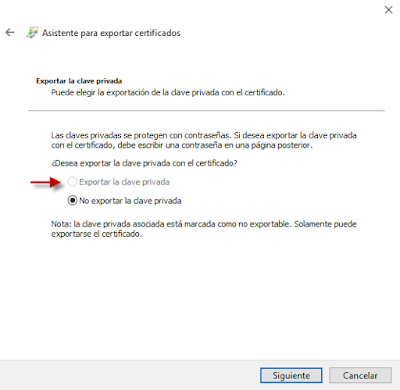 Asistente para exportar certificados
Exportar la clave privada
Puede elegir la exportación de la clave privada con el certificado.
Las claves privadas se protegen con contraseñas. Si desea exportar la clave privada
con el certificado, debe escribir una contraseña en una página posterior.
¿Desea exportar la clave privada con el certificado?
Exportar la clave privada
No exportar la clave privada
Nota: la clave privada asociada está marcada como no exportable. Solamente puede
exportarse el certificado.
Siguiente
Cancelar